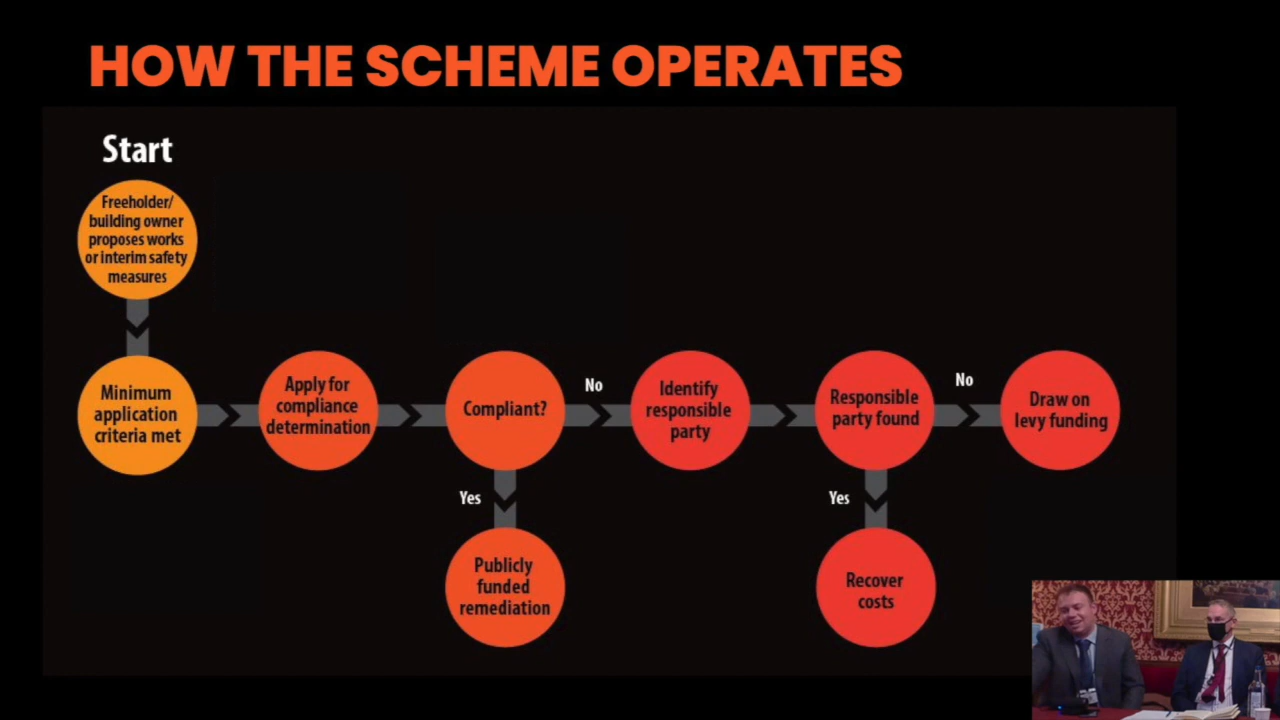 HOW THE SCHEME OPERATES
Start
Freeholder/
building owner
proposes works
or interim safety
measures
Minimum
application
criteria met
Apply for
compliance
determination
Compliant?
No
Identify
responsible
party
Responsible
party found
No
Draw on
levy funding
Yes
Publicly
funded
remediation
Yes
Recover
costs